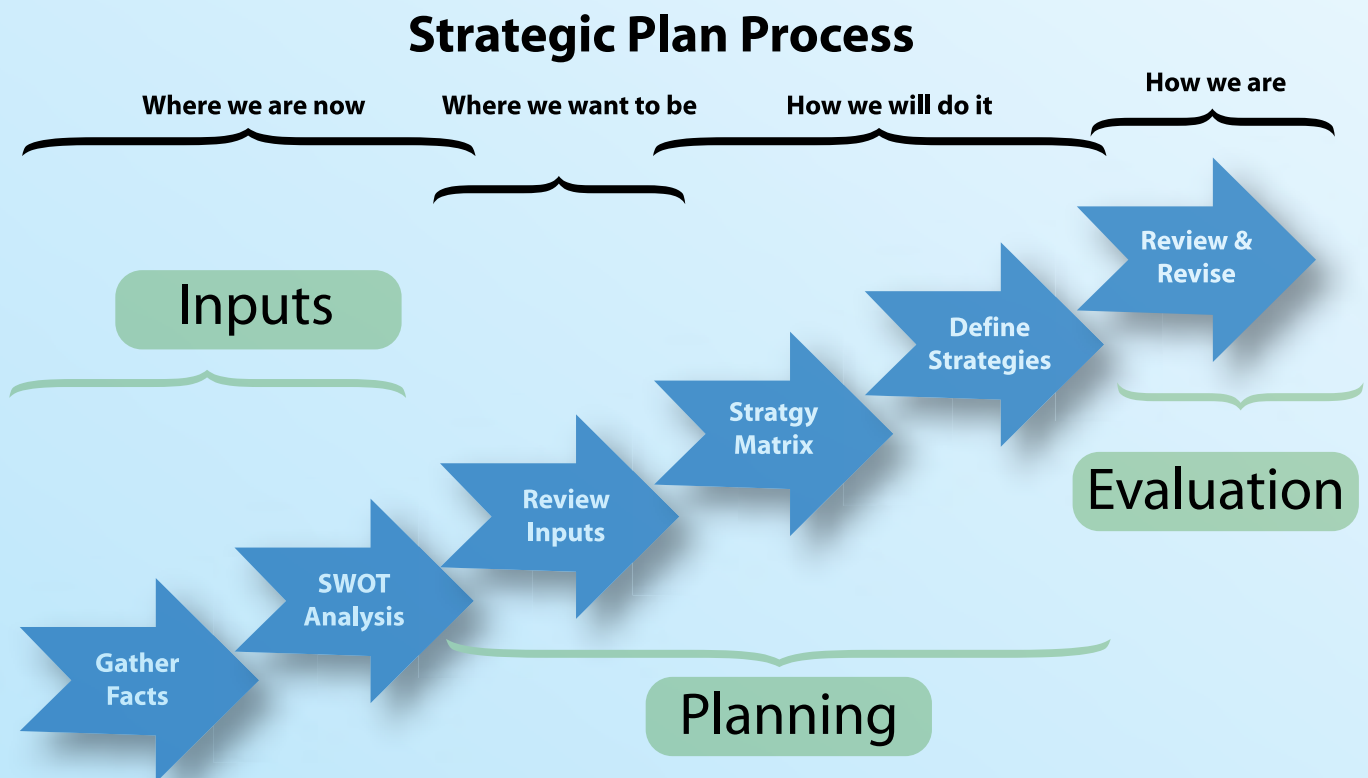 Strategic Plan Process
Where we are now
Where we want to be
How we will do it
How we are
Inputs
Gather
Facts
SWOT
Analysis
Review
Inputs
Stratgy
Matrix
Define
Strategies
Review &
Revise
Planning
Evaluation